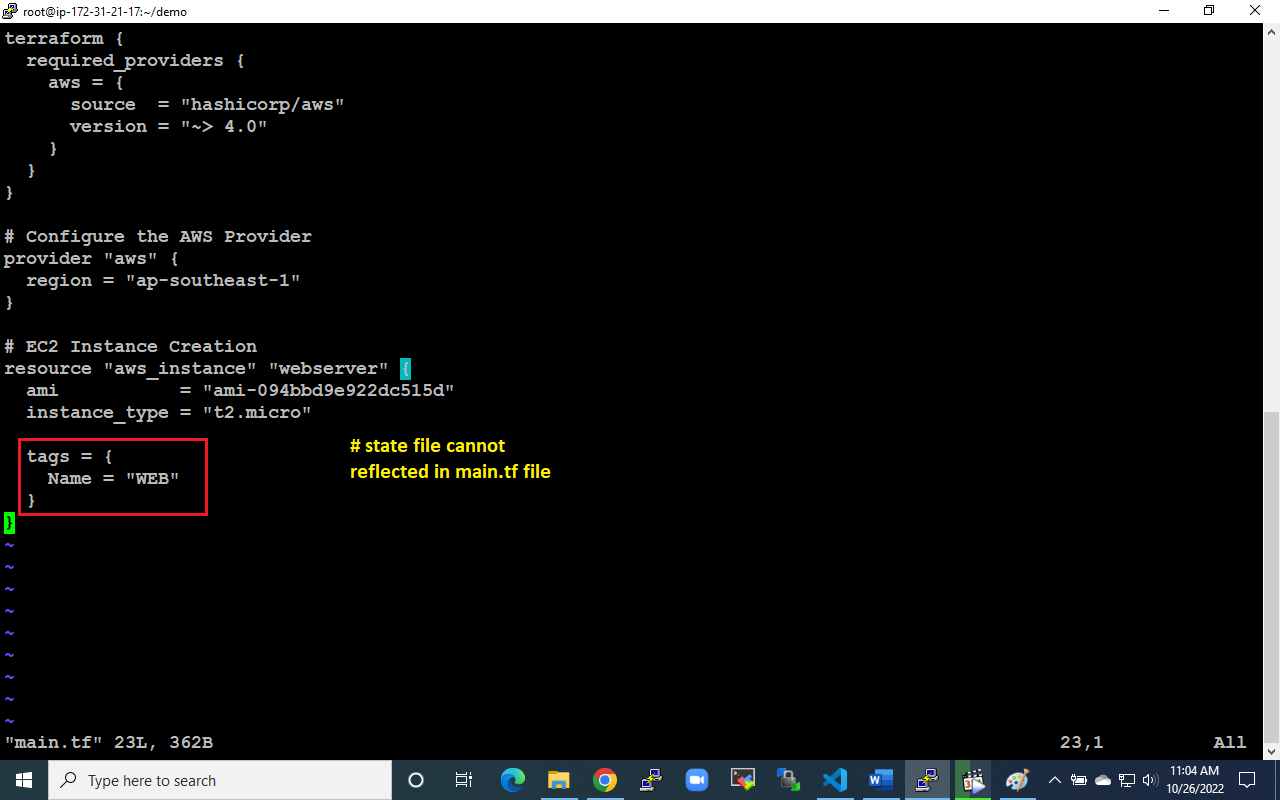 root@ip-172-31-21-17:~/demo
terraform {
  required_providers {
    aws = {
      source  = "hashicorp/aws"
      version = "~> 4.0"
    }
  }
}

# Configure the AWS Provider
provider "aws" {
  region = "ap-southeast-1"
}

# EC2 Instance Creation
resource "aws_instance" "webserver" {
  ami           = "ami-094bbd9e922dc515d"
  instance_type = "t2.micro"

  tags = {
    Name = "WEB"
  }
}
# state file cannot
reflected in main.tf file
~
~
~
~
~
~
~
~
~
"main.tf" 23L, 362B 23,1 All
Type here to search
11:04 AM
10/26/2022